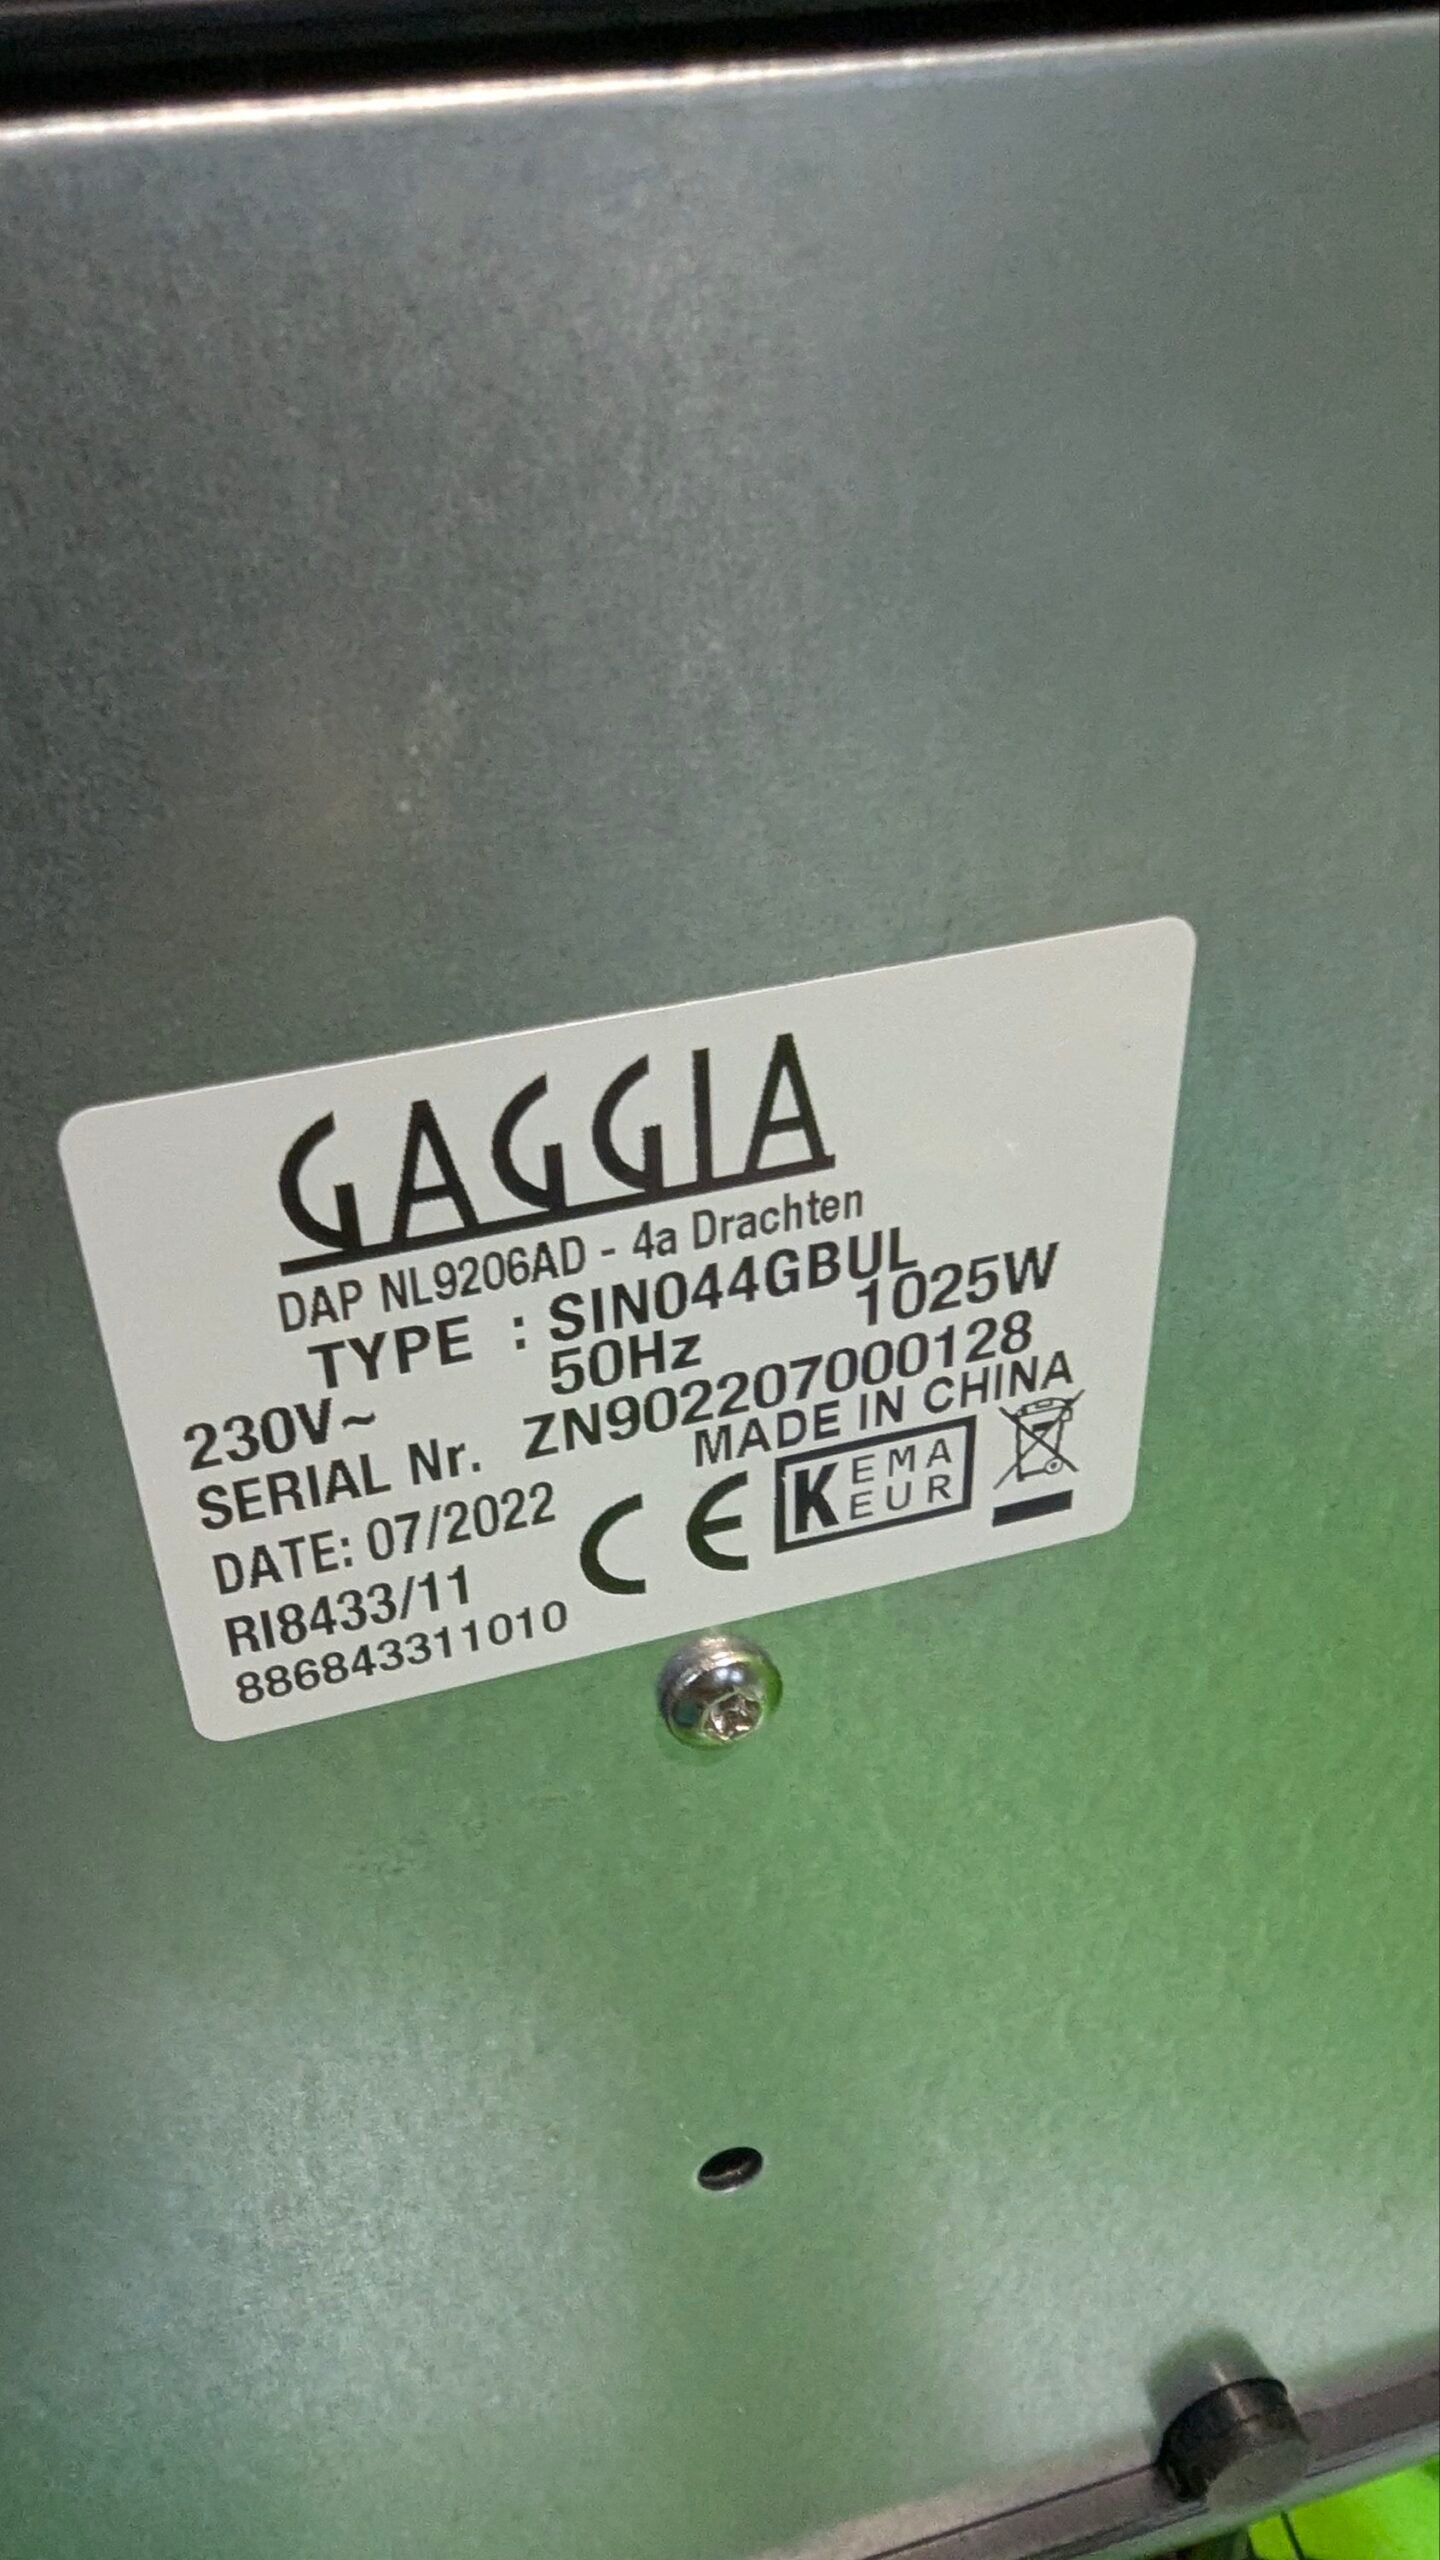 GAGGIA
DAP NL9206AD - 4a Drachten
TYPE : SIN044GBUL
230V~ 50Hz 1025W
SERIAL Nr. ZN902207000128
MADE IN CHINA
DATE: 07/2022
CE
KEMA
EUR
RI8433/11
886843311010